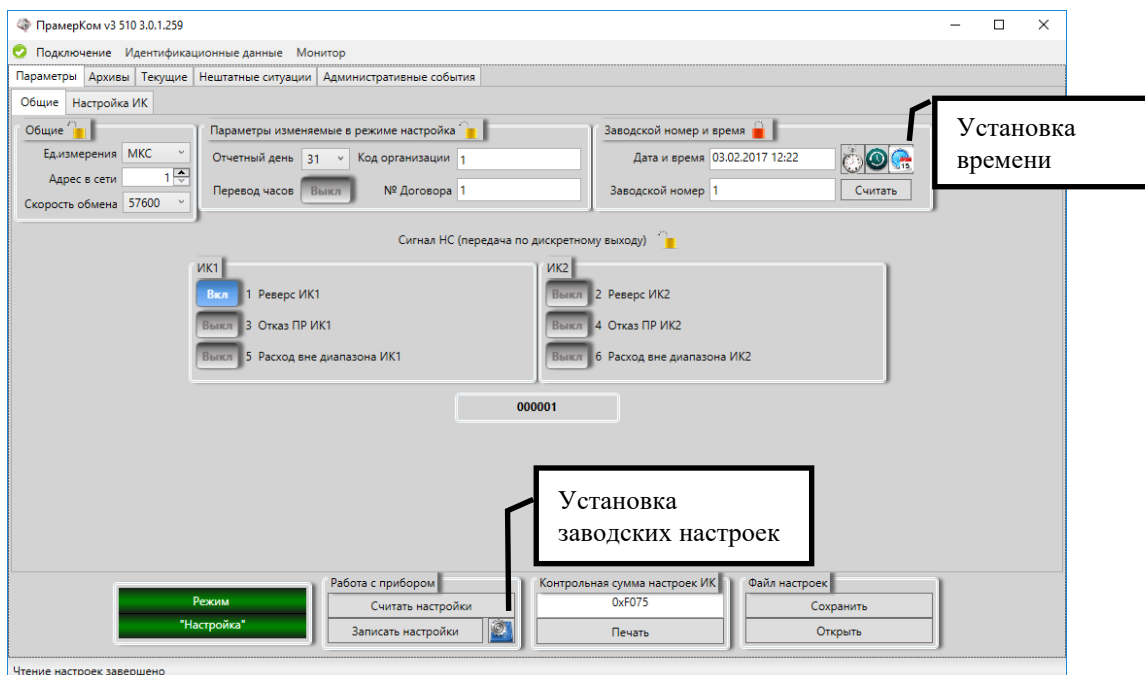 ПрамерКом v3 510 3.0.1.259
Подключение Идентификационные данные Монитор
Параметры Архивы Текущие Нештатные ситуации Административные события
Общие Настройка ИК
Общие
Ед.измерения МКС
Адрес в сети 1
Скорость обмена 57600
Параметры изменяемые в режиме настройка
Отчетный день 31 Код организации 1
Перевод часов Выкл № Договора 1
Заводской номер и время
Дата и время 03.02.2017 12:22
15
Заводской номер 1 Считать
Установка
времени
Сигнал НС (передача по дискретному выходу)
ИК1
Вкл 1 Реверс ИК1
Выкл 3 Отказ ПР ИК1
Выкл 5 Расход вне диапазона ИК1
ИК2
Выкл 2 Реверс ИК2
Выкл 4 Отказ ПР ИК2
Выкл 6 Расход вне диапазона ИК2
000001
Установка
заводских настроек
Режим
"Настройка"
Работа с прибором
Считать настройки
Записать настройки
Контрольная сумма настроек ИК
0xF075
Печать
Файл настроек
Сохранить
Открыть
Чтение настроек завершено